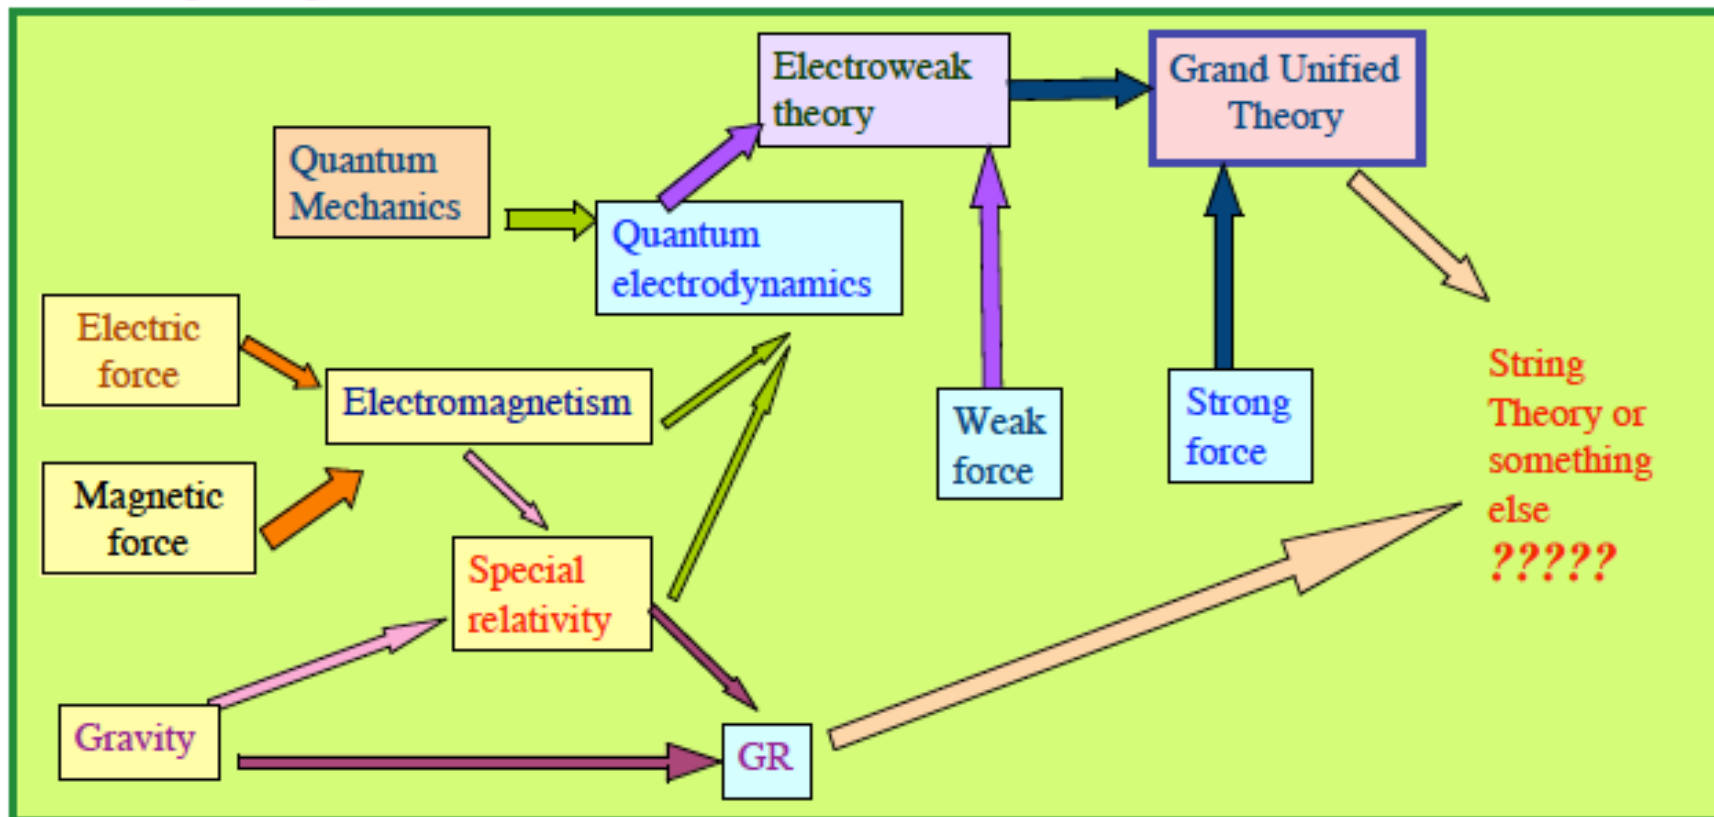 Electroweak
theory
Grand Unified
Theory
Quantum
Mechanics
Quantum
electrodynamics
Electric
force
Electromagnetism
Weak
force
Strong
force
String
Theory or
something
else
?????
Magnetic
force
Special
relativity
Gravity
GR